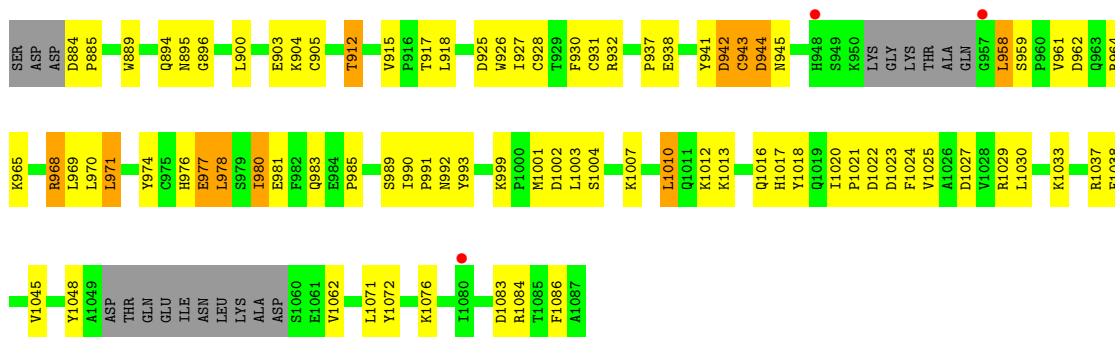 SER ASP ASP D884 P885 W889 Q894 N895 G896 L900 E903 K904 C905 T912 V915 P916 T917 L918 D925 W926 I927 C928 T929 F930 C931 R932 P937 E938 Y941 D942 C943 D944 N945 H948 S949 K950 LYS GLY LYS THR ALA GLN G957 L958 S959 P960 V961 D962 Q963 R964
K965 R968 L969 L970 L971 Y974 C975 H976 E977 L978 S979 I980 E981 F982 Q983 E984 P985 S989 I990 P991 N992 Y993 K999 P1000 M1001 D1002 L1003 S1004 K1007 L1010 Q1011 K1012 K1013 Q1016 H1017 Y1018 Q1019 I1020 P1021 D1022 D1023 F1024 V1025 A1026 D1027 V1028 R1029 L1030 K1033 R1037
V1045 Y1048 A1049 ASP THR GLN GLU ILE ASN LEU LYS ALA ASP S1060 E1061 V1062 L1071 Y1072 K1076 I1080 D1083 R1084 T1085 F1086 A1087